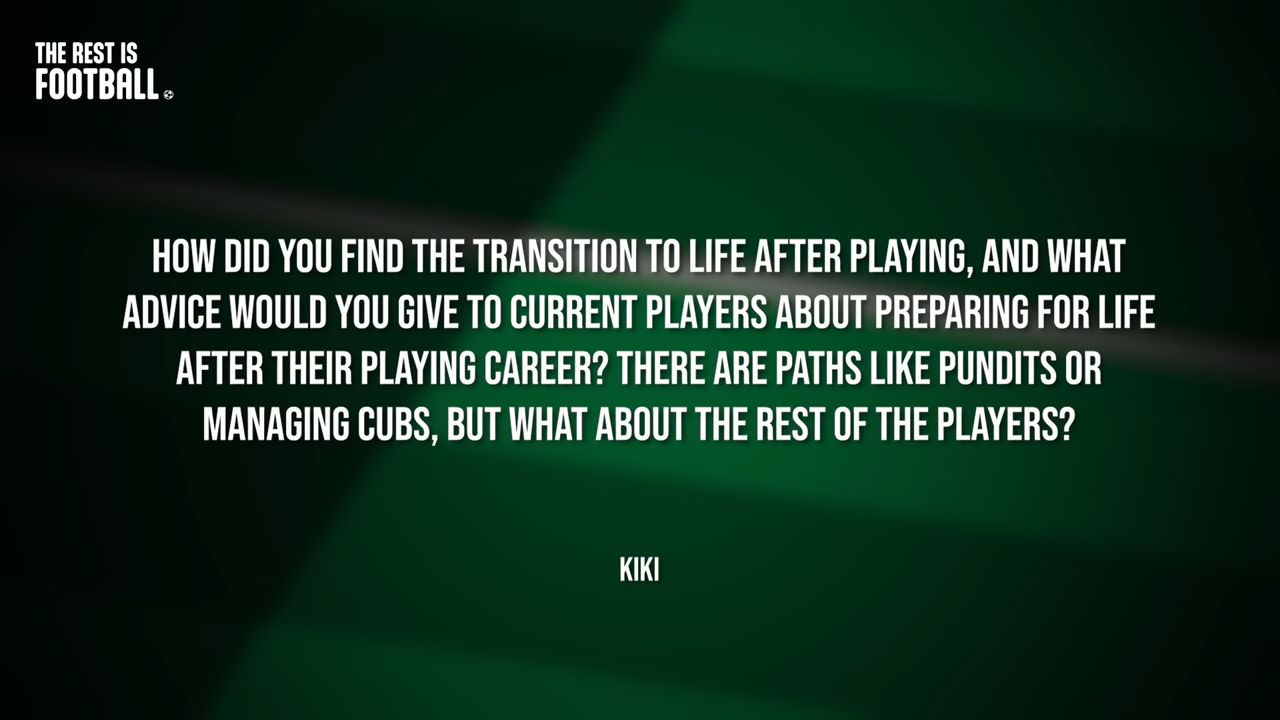 THE REST IS
FOOTBALL
HOW DID YOU FIND THE TRANSITION TO LIFE AFTER PLAYING, AND WHAT
ADVICE WOULD YOU GIVE TO CURRENT PLAYERS ABOUT PREPARING FOR LIFE
AFTER THEIR PLAYING CAREER? THERE ARE PATHS LIKE PUNDITS OR
MANAGING CUBS, BUT WHAT ABOUT THE REST OF THE PLAYERS?
KIKI